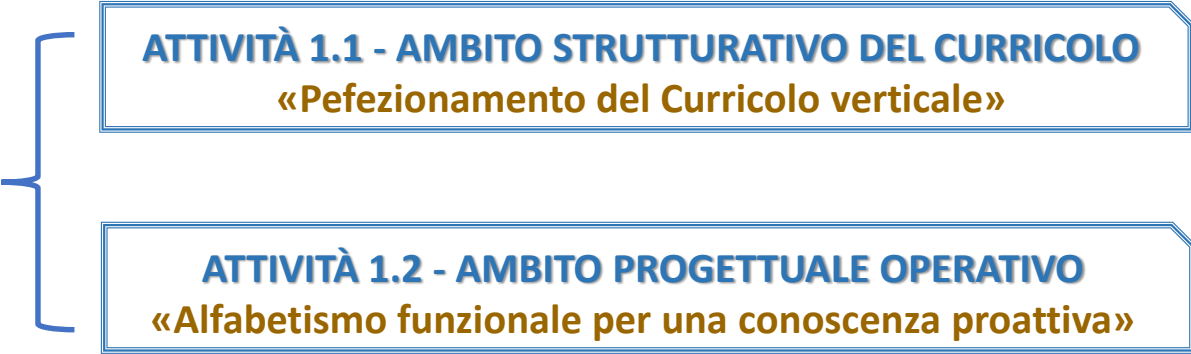 ATTIVITÀ 1.1 - AMBITO STRUTTURATIVO DEL CURRICOLO
«Pefezionamento del Curricolo verticale»
ATTIVITÀ 1.2 - AMBITO PROGETTUALE OPERATIVO
«Alfabetismo funzionale per una conoscenza proattiva»